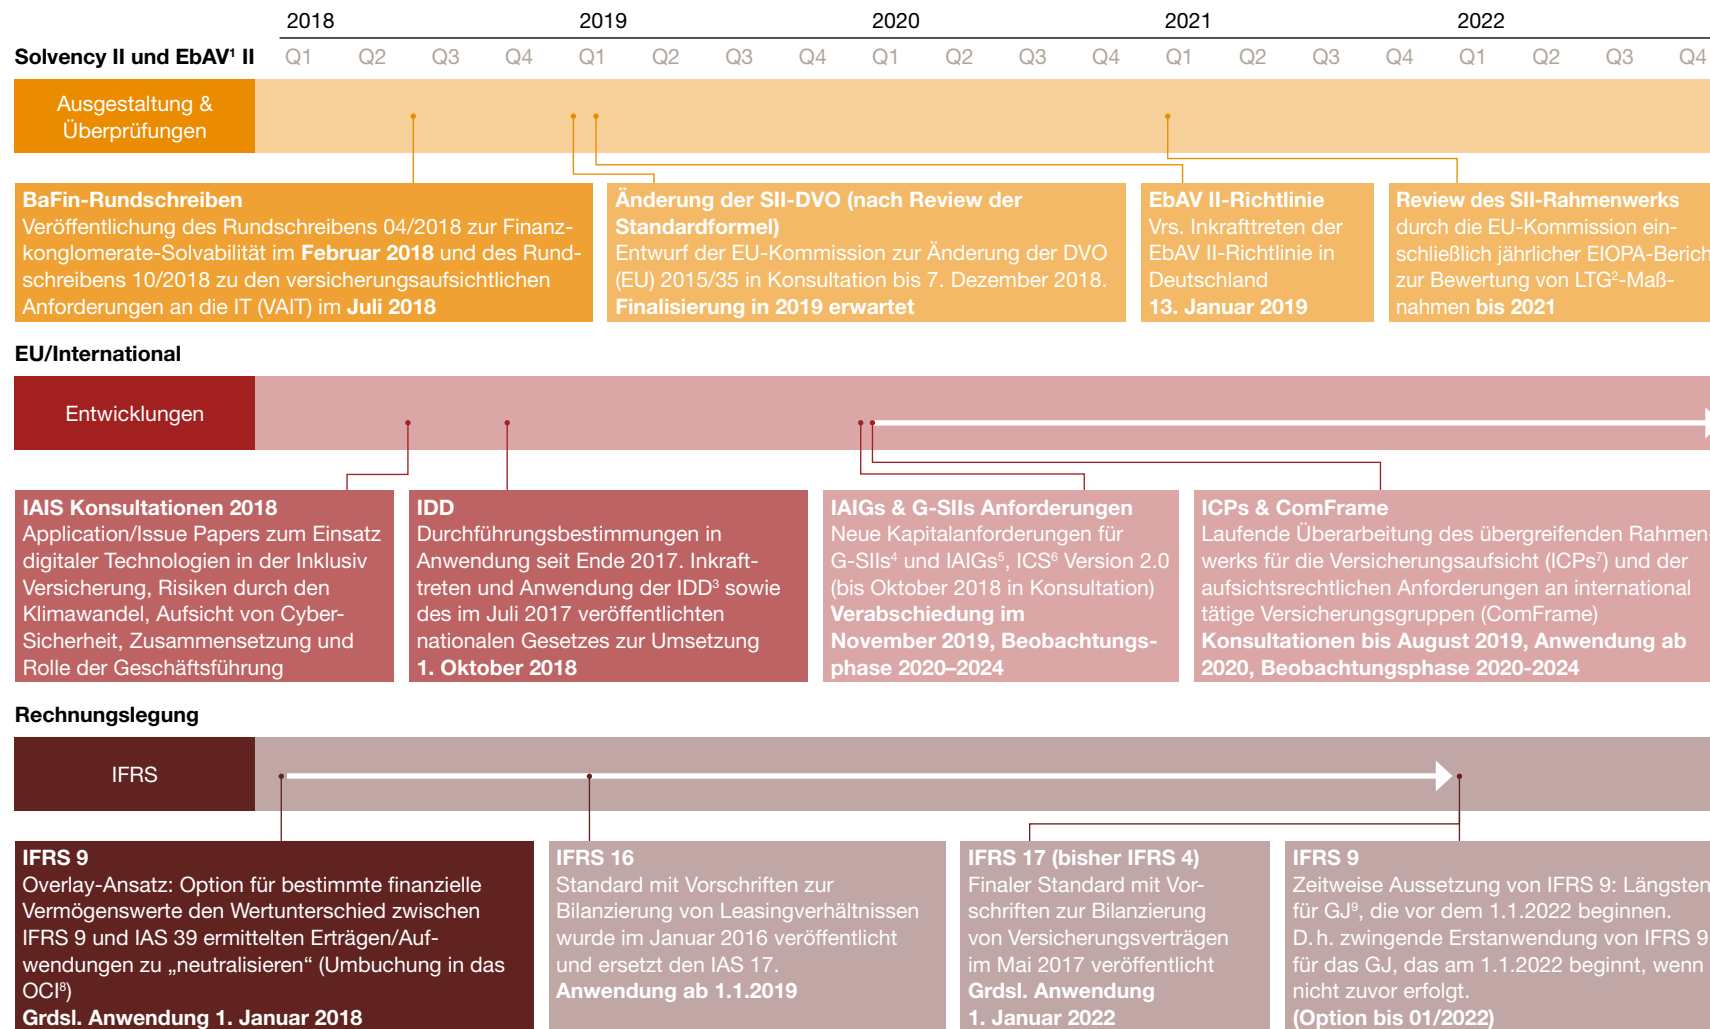 2018 2019 2020 2021 2022
Solvency II und EbAV¹ II Q1 Q2 Q3 Q4 Q1 Q2 Q3 Q4 Q1 Q2 Q3 Q4 Q1 Q2 Q3 Q4 Q1 Q2 Q3 Q4
Ausgestaltung &
Überprüfungen
BaFin-Rundschreiben
Veröffentlichung des Rundschreibens 04/2018 zur Finanz-
konglomerate-Solvabilität im Februar 2018 und des Rund-
schreibens 10/2018 zu den versicherungsaufsichtlichen
Anforderungen an die IT (VAIT) im Juli 2018
Änderung der SII-DVO (nach Review der
Standardformel)
Entwurf der EU-Kommission zur Änderung der DVO
(EU) 2015/35 in Konsultation bis 7. Dezember 2018.
Finalisierung in 2019 erwartet
EbAV II-Richtlinie
Vrs. Inkrafttreten der
EbAV II-Richtlinie in
Deutschland
13. Januar 2019
Review des SII-Rahmenwerks
durch die EU-Kommission ein-
schließlich jährlicher EIOPA-Berich
zur Bewertung von LTG²-Maß-
nahmen bis 2021
EU/International
Entwicklungen
IAIS Konsultationen 2018
Application/Issue Papers zum Einsatz
digitaler Technologien in der Inklusiv
Versicherung, Risiken durch den
Klimawandel, Aufsicht von Cyber-
Sicherheit, Zusammensetzung und
Rolle der Geschäftsführung
IDD
Durchführungsbestimmungen in
Anwendung seit Ende 2017. Inkraft-
treten und Anwendung der IDD³ sowie
des im Juli 2017 veröffentlichten
nationalen Gesetzes zur Umsetzung
1. Oktober 2018
IAIGs & G-SIIs Anforderungen
Neue Kapitalanforderungen für
G-SIIs⁴ und IAIGs⁵, ICS⁶ Version 2.0
(bis Oktober 2018 in Konsultation)
Verabschiedung im
November 2019, Beobachtungs-
phase 2020–2024
ICPs & ComFrame
Laufende Überarbeitung des übergreifenden Rahmen-
werks für die Versicherungsaufsicht (ICPs⁷) und der
aufsichtsrechtlichen Anforderungen an international
tätige Versicherungsgruppen (ComFrame)
Konsultationen bis August 2019, Anwendung ab
2020, Beobachtungsphase 2020-2024
Rechnungslegung
IFRS
IFRS 9
Overlay-Ansatz: Option für bestimmte finanzielle
Vermögenswerte den Wertunterschied zwischen
IFRS 9 und IAS 39 ermittelten Erträgen/Auf-
wendungen zu „neutralisieren“ (Umbuchung in das
OCI⁸)
Grdsl. Anwendung 1. Januar 2018
IFRS 16
Standard mit Vorschriften zur
Bilanzierung von Leasingverhältnissen
wurde im Januar 2016 veröffentlicht
und ersetzt den IAS 17.
Anwendung ab 1.1.2019
IFRS 17 (bisher IFRS 4)
Finaler Standard mit Vor-
schriften zur Bilanzierung
von Versicherungsverträgen
im Mai 2017 veröffentlicht
Grdsl. Anwendung
1. Januar 2022
IFRS 9
Zeitweise Aussetzung von IFRS 9: Längsten
für GJ⁹, die vor dem 1.1.2022 beginnen.
D. h. zwingende Erstanwendung von IFRS 9
für das GJ, das am 1.1.2022 beginnt, wenn
nicht zuvor erfolgt.
(Option bis 01/2022)